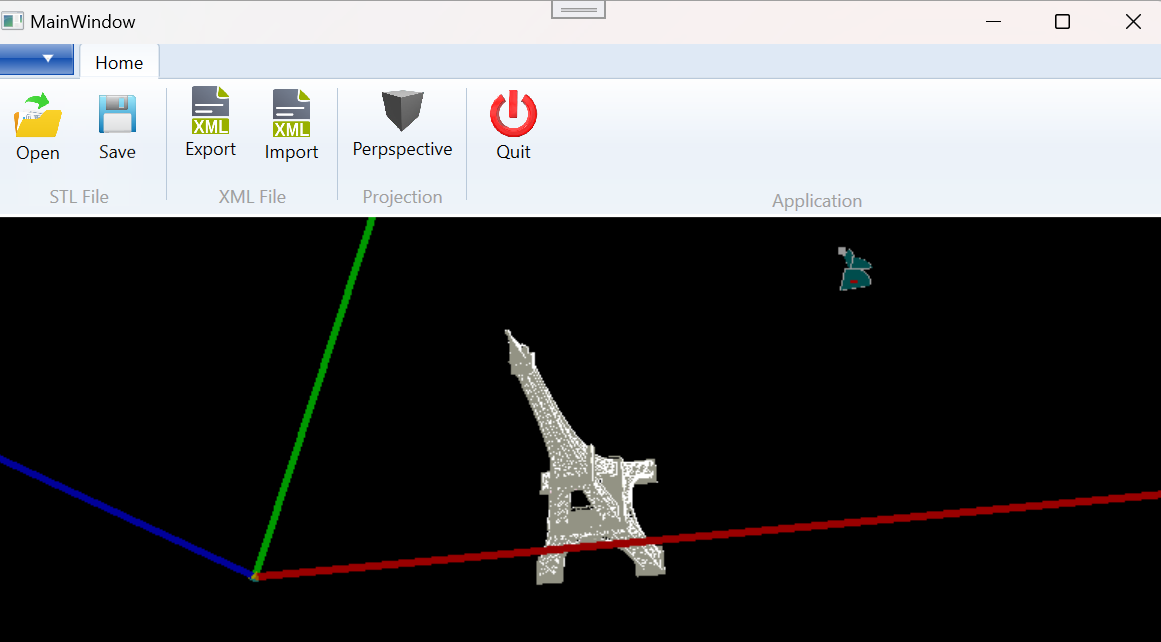 MainWindow
Home
Open
Save
XML
Export
XML
Import
Perpspective
Quit
STL File
XML File
Projection
Application